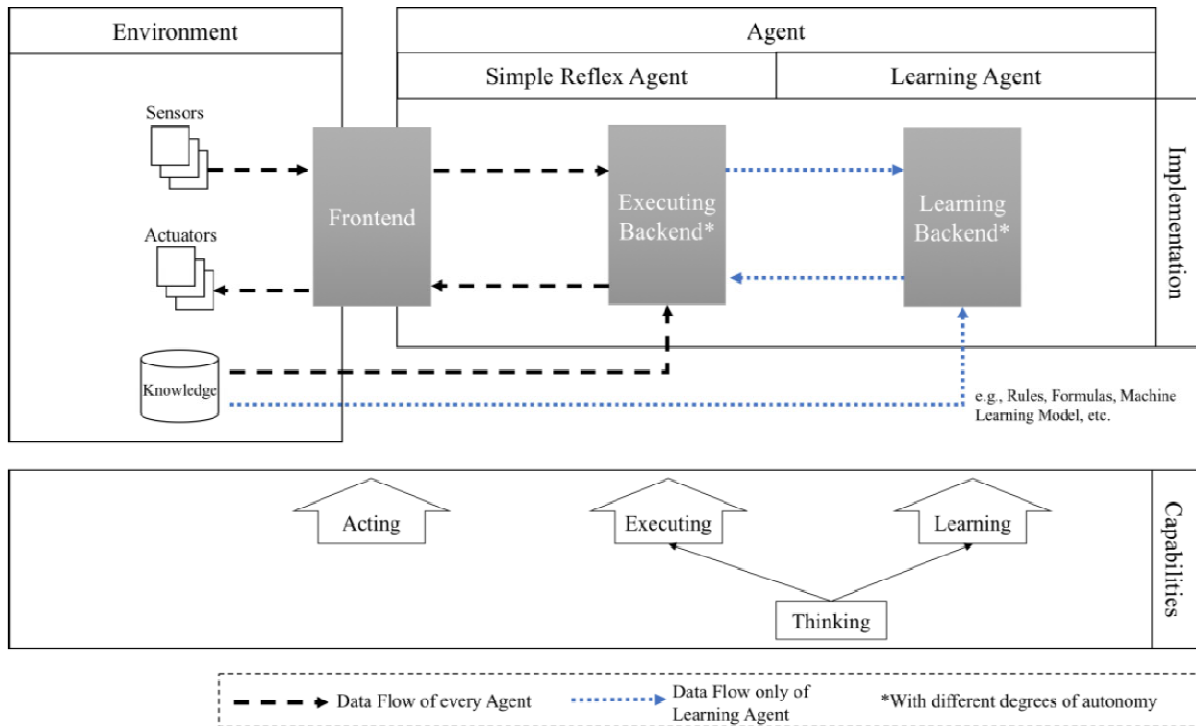 Environment
Agent
Simple Reflex Agent
Learning Agent
Sensors
Actuators
Knowledge
Frontend
Executing
Backend*
Learning
Backend*
Implementation
e.g., Rules, Formulas, Machine
Learning Model, etc.
Acting
Executing
Learning
Thinking
Capabilities
Data Flow of every Agent
Data Flow only of
Learning Agent
*With different degrees of autonomy